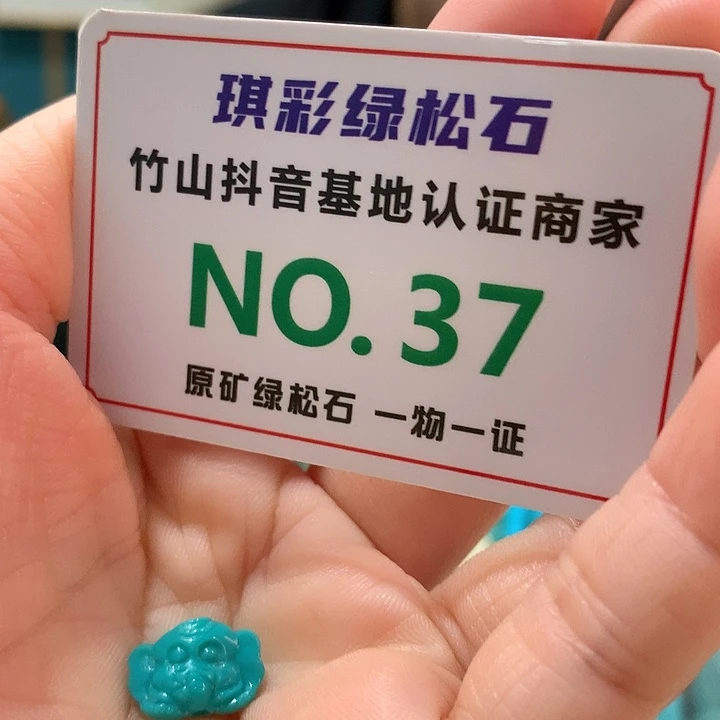 琪彩绿松石
竹山抖音基地认证商家
NO. 37
原矿绿松石 一物一证